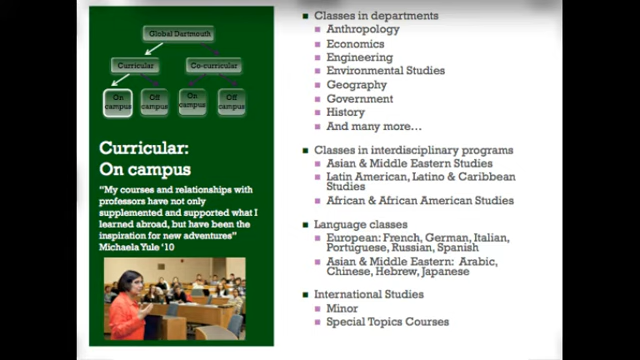 Global Dartmouth
Curricular
Co-curricular
On
campus
Off
campus
On
campus
Off
campus
Curricular:
On campus
“My courses and relationships with
professors have not only
supplemented and supported what I
learned abroad, but have been the
inspiration for new adventures”
Michaela Yule ‘10
Classes in departments
Anthropology
Economics
Engineering
Environmental Studies
Geography
Government
History
And many more…
Classes in interdisciplinary programs
Asian & Middle Eastern Studies
Latin American, Latino & Caribbean
Studies
African & African American Studies
Language classes
European: French, German, Italian,
Portuguese, Russian, Spanish
Asian & Middle Eastern: Arabic,
Chinese, Hebrew, Japanese
International Studies
Minor
Special Topics Courses